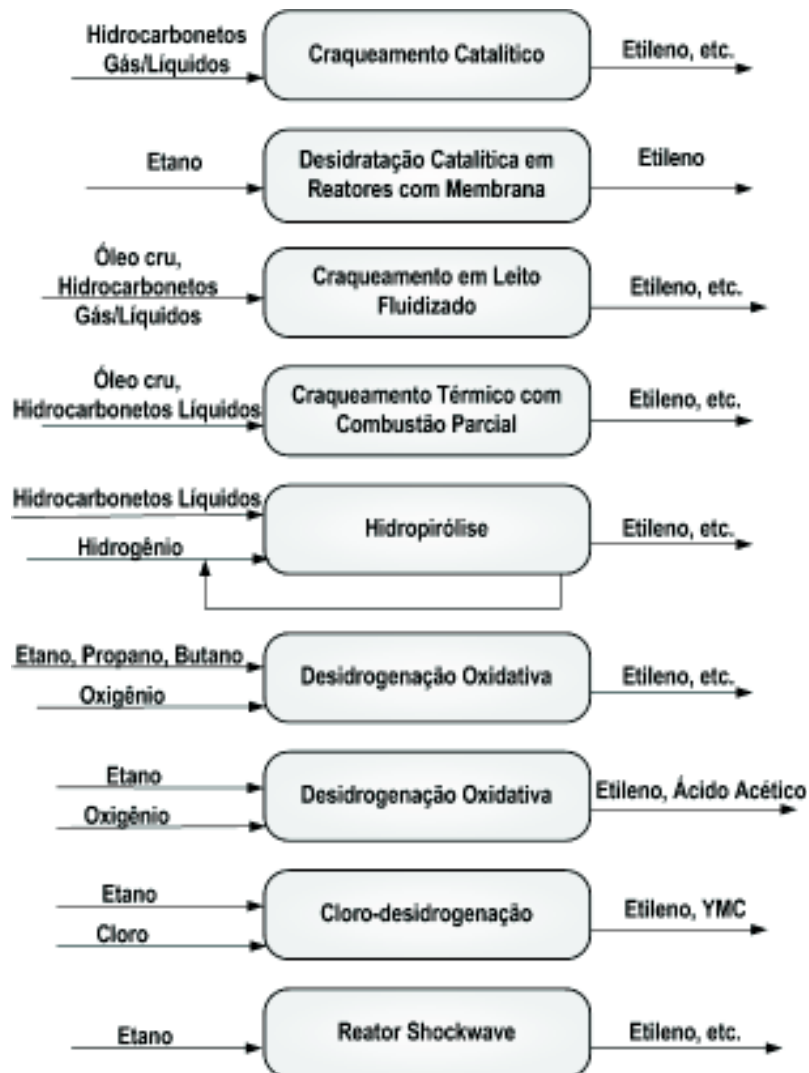 Hidrocarbonetos
Gás/Líquidos
Craqueamento Catalítico
Etileno, etc.
Etano
Desidratação Catalítica em
Reatores com Membrana
Etileno
Óleo cru,
Hidrocarbonetos
Gás/Líquidos
Craqueamento em Leito
Fluidizado
Etileno, etc.
Óleo cru,
Hidrocarbonetos Líquidos
Craqueamento Térmico com
Combustão Parcial
Etileno, etc.
Hidrocarbonetos Líquidos
Hidrogênio
Hidropirólise
Etileno, etc.
Etano, Propano, Butano
Oxigênio
Desidrogenação Oxidativa
Etileno, etc.
Etano
Oxigênio
Desidrogenação Oxidativa
Etileno, Ácido Acético
Etano
Cloro
Cloro-desidrogenação
Etileno, YMC
Etano
Reator Shockwave
Etileno, etc.